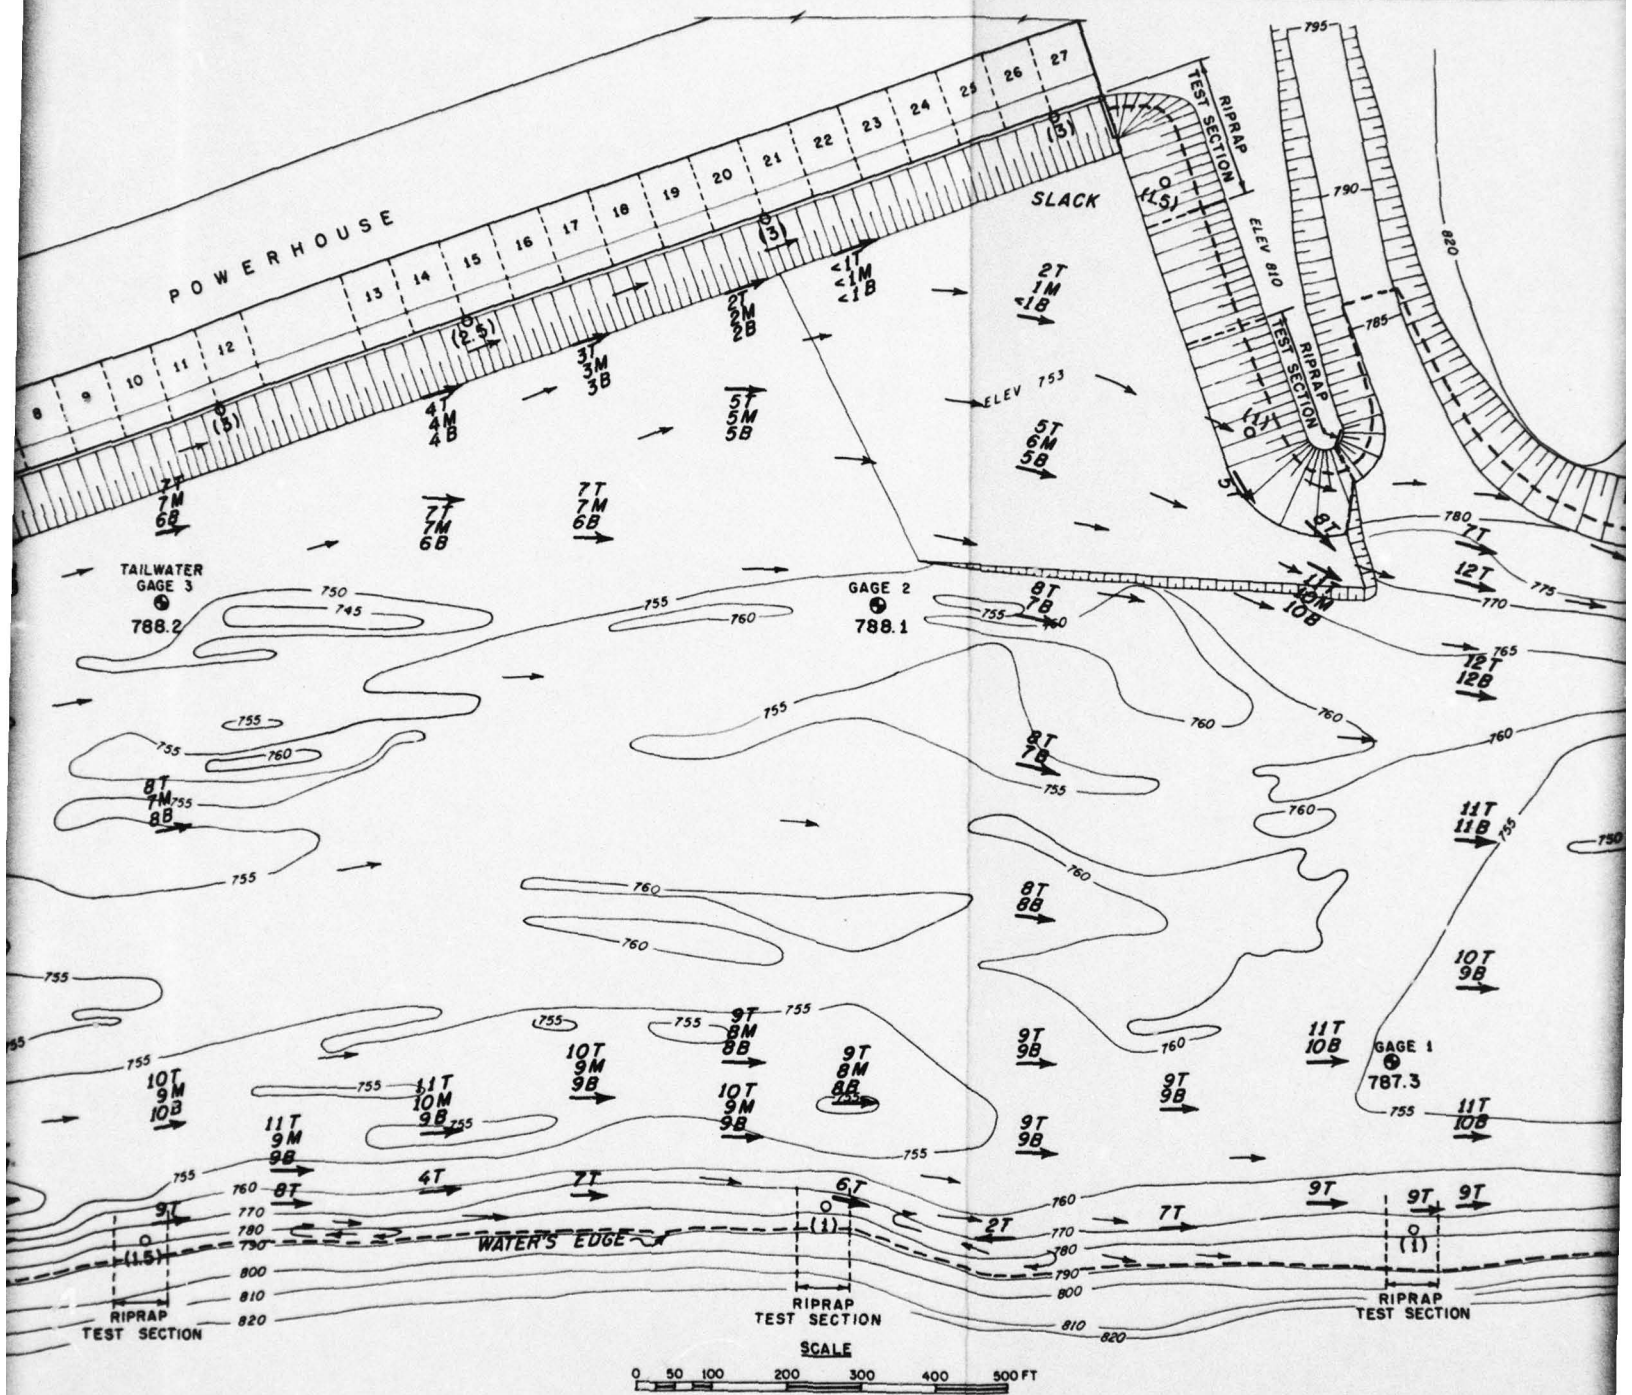 795
27
26
25
24
23
22
21
20
19
18
17
16
15
14
13
12
11
10
9
8
POWERHOUSE
RIPRAP
TEST SECTION
790
820
(3)
SLACK
(1.5)
ELEV 810
(3)
<1T
<1M
<1B
2T
1M
<1B
785
(2.5)
2T
2M
2B
RIPRAP
TEST SECTION
3T
3M
3B
ELEV 753
(3)
4T
4M
4B
5T
5M
5B
5T
6M
5B
(1)
7T
7M
6B
7T
7M
6B
7T
7M
6B
5T
8T
780
7T
TAILWATER
GAGE 3
788.2
750
745
755
760
GAGE 2
788.1
755
8T
7B
760
11T
10M
10B
12T
775
770
765
12T
12B
755
760
760
760
755
755
760
8T
7B
755
8T
7M
8B
755
760
11T
11B
755
750
755
760
760
8T
8B
760
755
10T
9B
755
755
755
755
9T
8M
8B
755
10T
9M
9B
9T
8M
8B
755
9T
9B
760
11T
10B
GAGE 1
787.3
10T
9M
10B
755
11T
10M
9B
755
10T
9M
9B
9T
9B
755
11T
10B
11T
9M
9B
9T
9B
755
755
760
8T
4T
7T
6T
760
9T
9T
9T
9T
770
780
790
(1.5)
WATER'S EDGE
(1)
2T
770
7T
780
(1)
790
800
800
810
820
810
820
RIPRAP
TEST SECTION
RIPRAP
TEST SECTION
RIPRAP
TEST SECTION
SCALE
0 50 100 200 300 400 500 FT